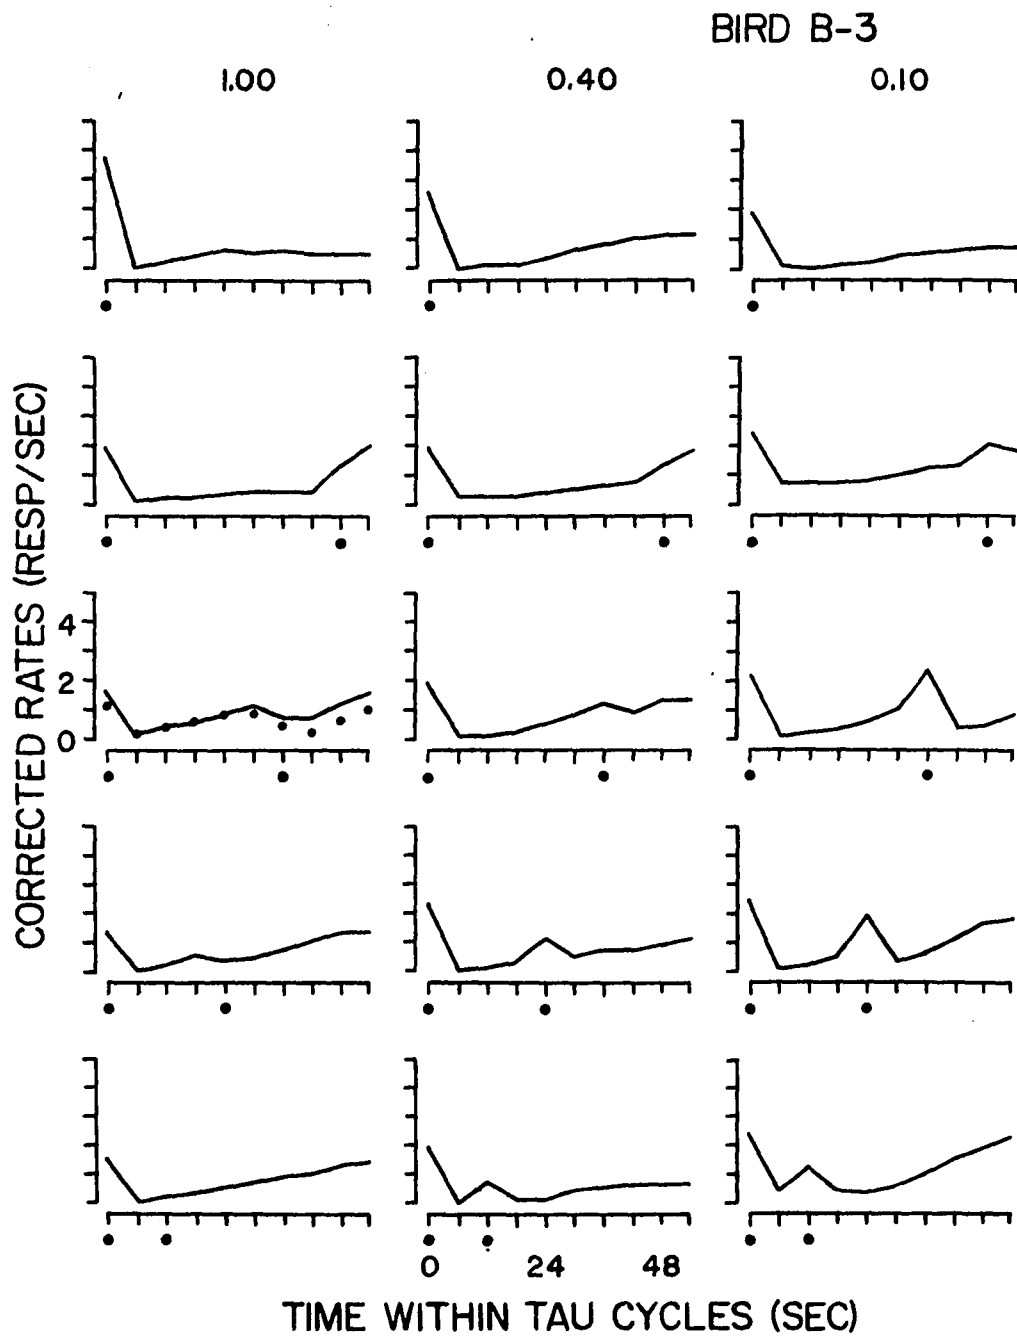 BIRD B-3
1.00 0.40 0.10
CORRECTED RATES (RESP/SEC)
4
2
0
0 24 48
TIME WITHIN TAU CYCLES (SEC)